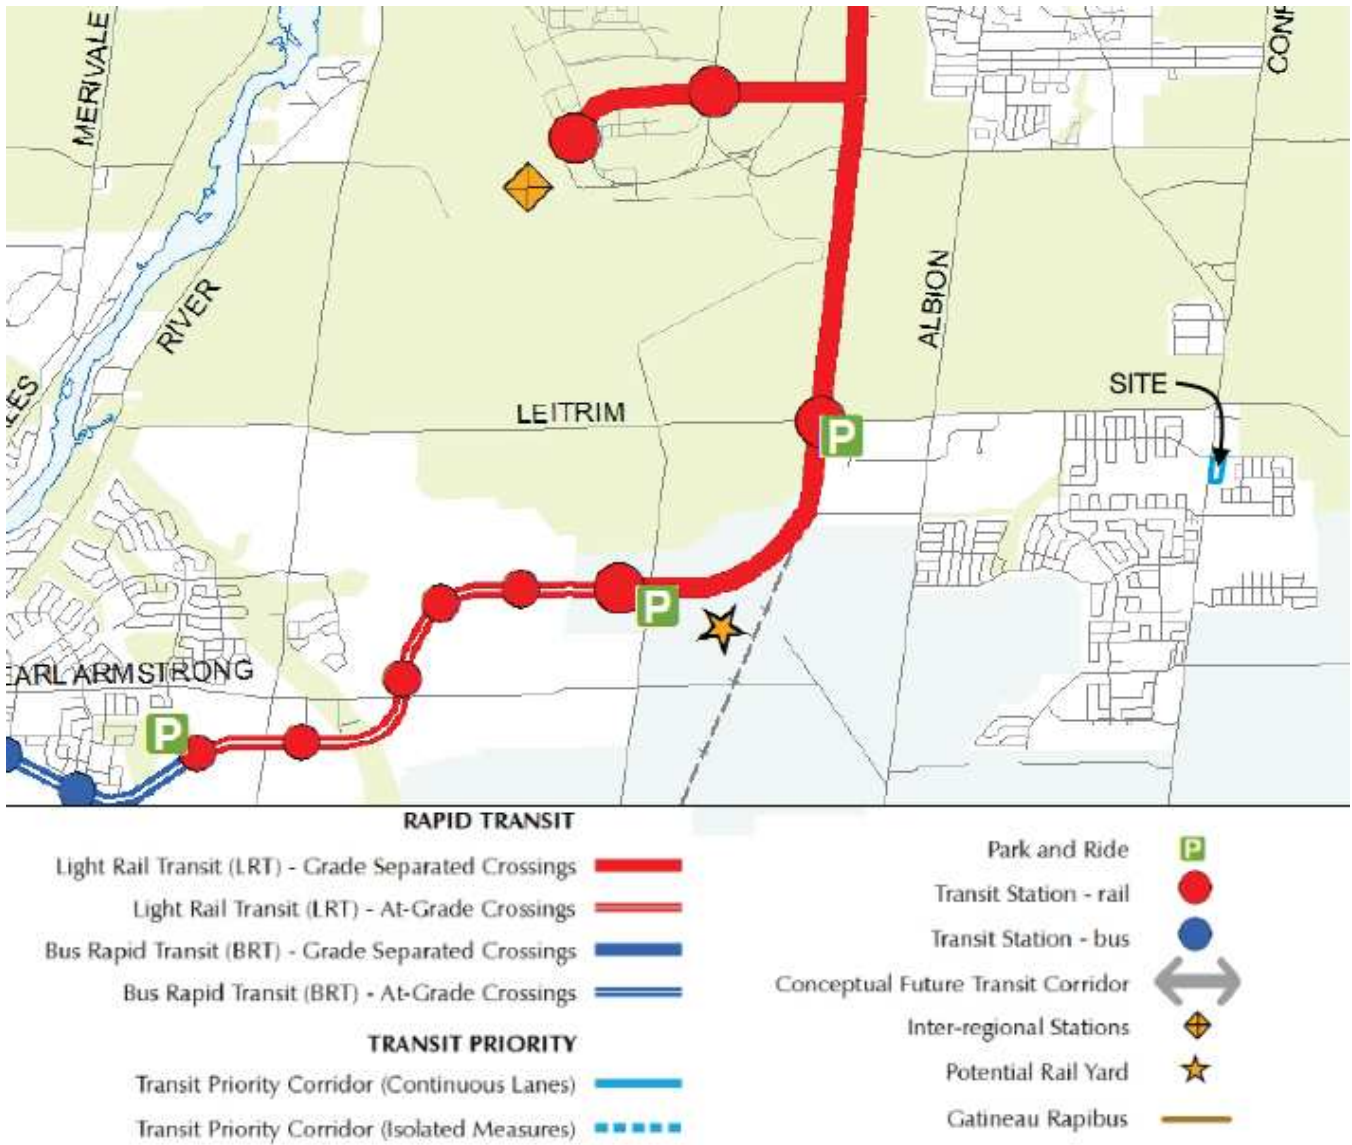 MERIVALE
CONF
RIVER
ALBION
LES
LEITRIM
SITE
P
P
EARL ARMSTRONG
P
RAPID TRANSIT
Light Rail Transit (LRT) - Grade Separated Crossings
Light Rail Transit (LRT) - At-Grade Crossings
Bus Rapid Transit (BRT) - Grade Separated Crossings
Bus Rapid Transit (BRT) - At-Grade Crossings
TRANSIT PRIORITY
Transit Priority Corridor (Continuous Lanes)
Transit Priority Corridor (Isolated Measures)
Park and Ride P
Transit Station - rail
Transit Station - bus
Conceptual Future Transit Corridor
Inter-regional Stations
Potential Rail Yard
Gatineau Rapibus